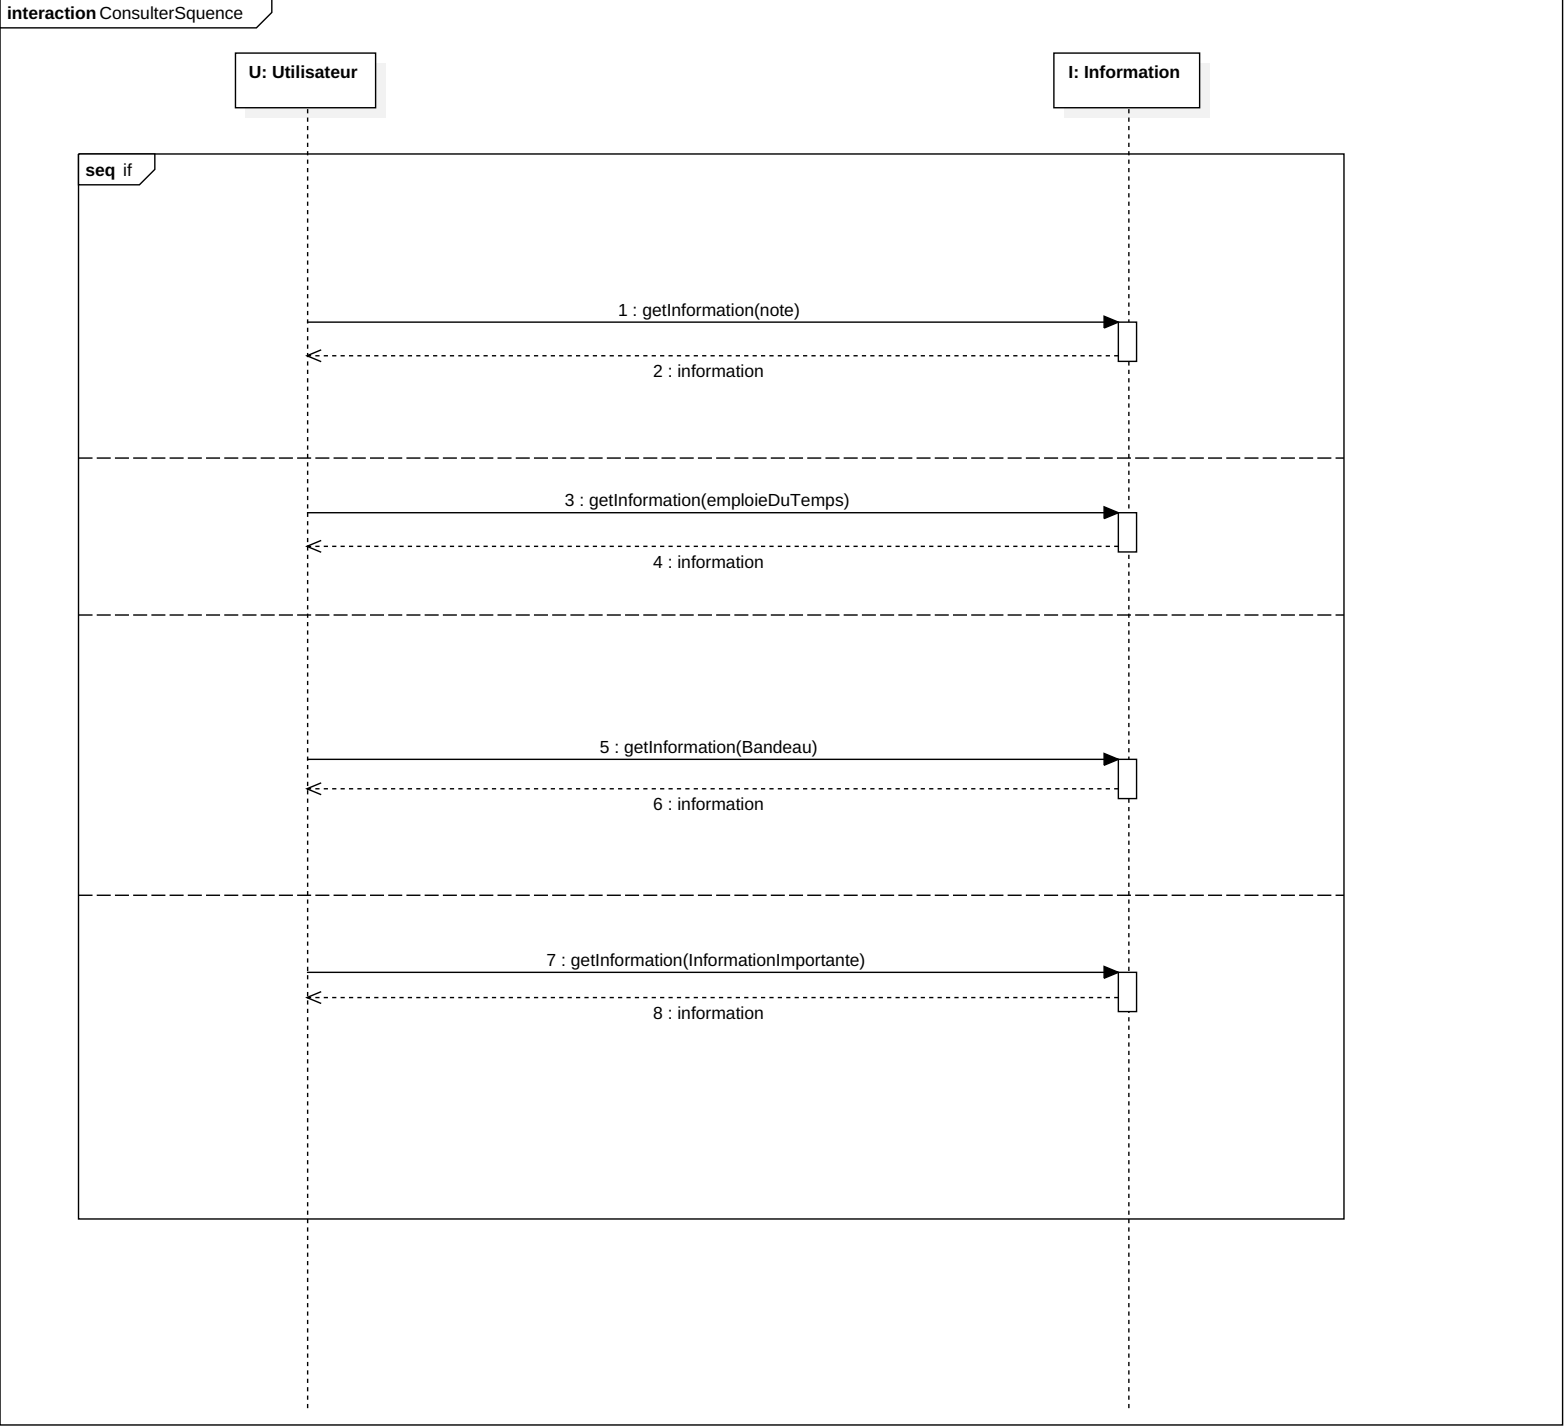 interaction ConsulterSquence
U: Utilisateur
I: Information
seq if
1 : getInformation(note)
2 : information
3 : getInformation(emploieDuTemps)
4 : information
5 : getInformation(Bandeau)
6 : information
7 : getInformation(InformationImportante)
8 : information